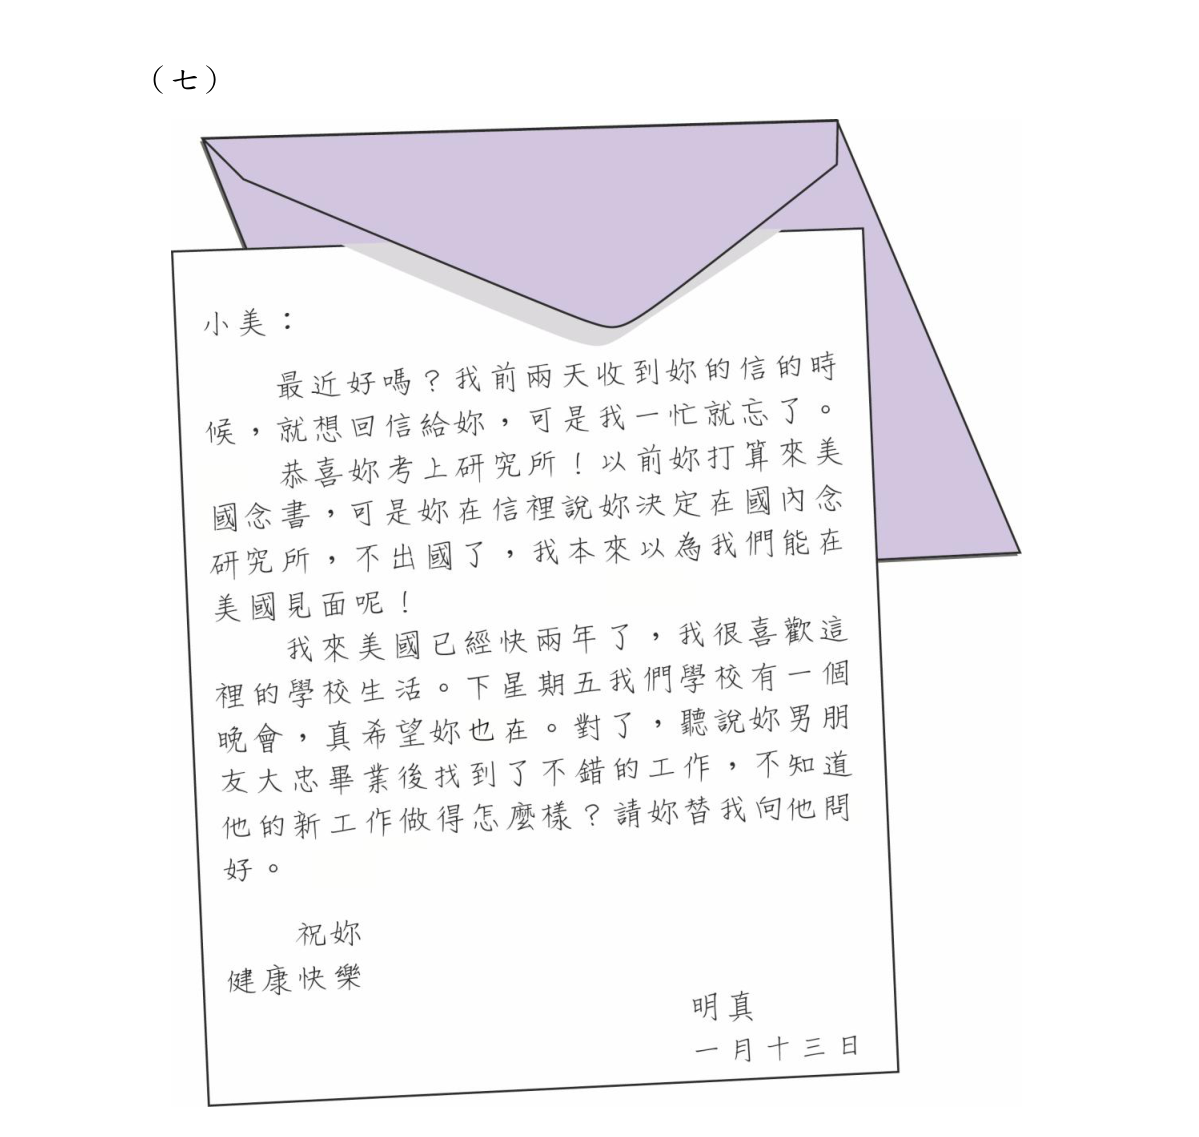 （七）
小美：
最近好嗎？我前兩天收到妳的信的時
候，就想回信給妳，可是我一忙就忘了。
恭喜妳考上研究所！以前妳打算來美
國念書，可是妳在信裡說妳決定在國內念
研究所，不出國了，我本來以為我們能在
美國見面呢！
我來美國已經快兩年了，我很喜歡這
裡的學校生活。下星期五我們學校有一個
晚會，真希望妳也在。對了，聽說妳男朋
友大忠畢業後找到了不錯的工作，不知道
他的新工作做得怎麼樣？請妳替我向他問
好。
祝妳
健康快樂
明真
一月十三日